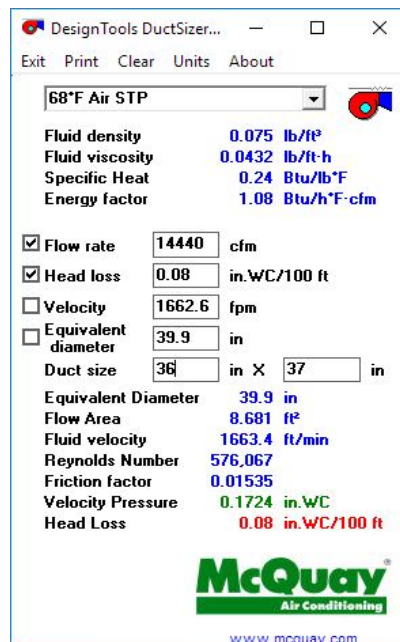 DesignTools DuctSizer...
Exit Print Clear Units About
68*F Air STP
Fluid density 0.075 lb/ft³
Fluid viscosity 0.0432 lb/ft·h
Specific Heat 0.24 Btu/lb*F
Energy factor 1.08 Btu/h*F·cfm
Flow rate 14440 cfm
Head loss 0.08 in.WC/100 ft
Velocity 1662.6 fpm
Equivalent
diameter 39.9 in
Duct size 36 in X 37 in
Equivalent Diameter 39.9 in
Flow Area 8.681 ft²
Fluid velocity 1663.4 ft/min
Reynolds Number 576,067
Friction factor 0.01535
Velocity Pressure 0.1724 in.WC
Head Loss 0.08 in.WC/100 ft
McQuay
Air Conditioning
www.mcquay.com